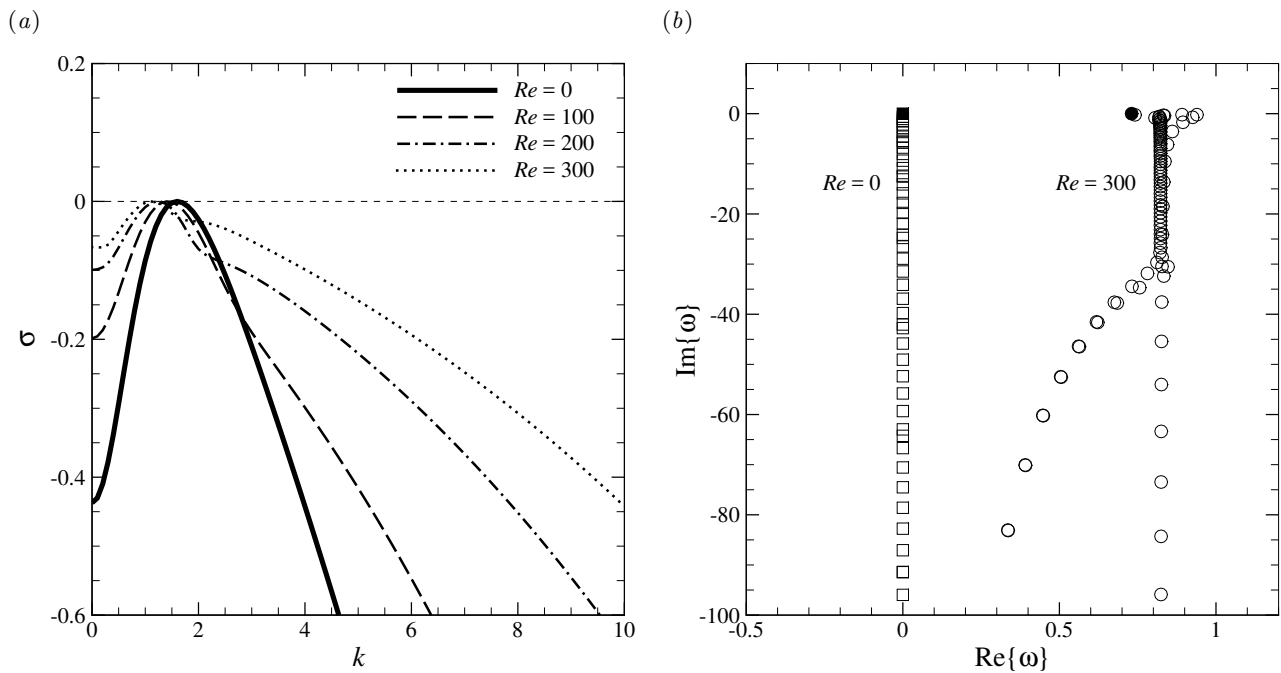 (a)
(b)
0.2
0
-0.2
-0.4
-0.6
σ
Re = 0
Re = 100
Re = 200
Re = 300
0 2 4 6 8 10
k
0
-20
-40
-60
-80
-100
Im{ω}
Re = 0
Re = 300
-0.5 0 0.5 1
Re{ω}